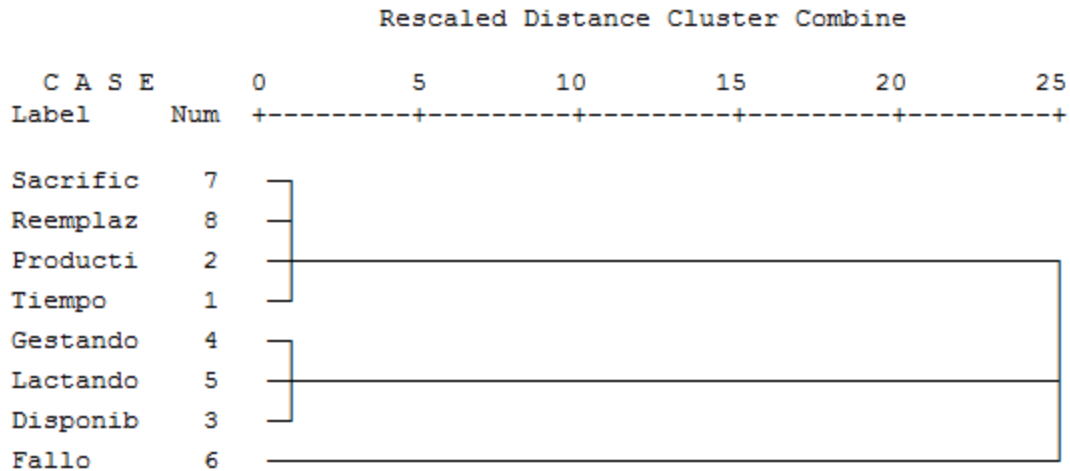 Rescaled Distance Cluster Combine
C A S E 0 5 10 15 20 25
Label Num +---------+---------+---------+---------+---------+
Sacrific 7
Reemplaz 8
Producti 2
Tiempo 1
Gestando 4
Lactando 5
Disponib 3
Fallo 6